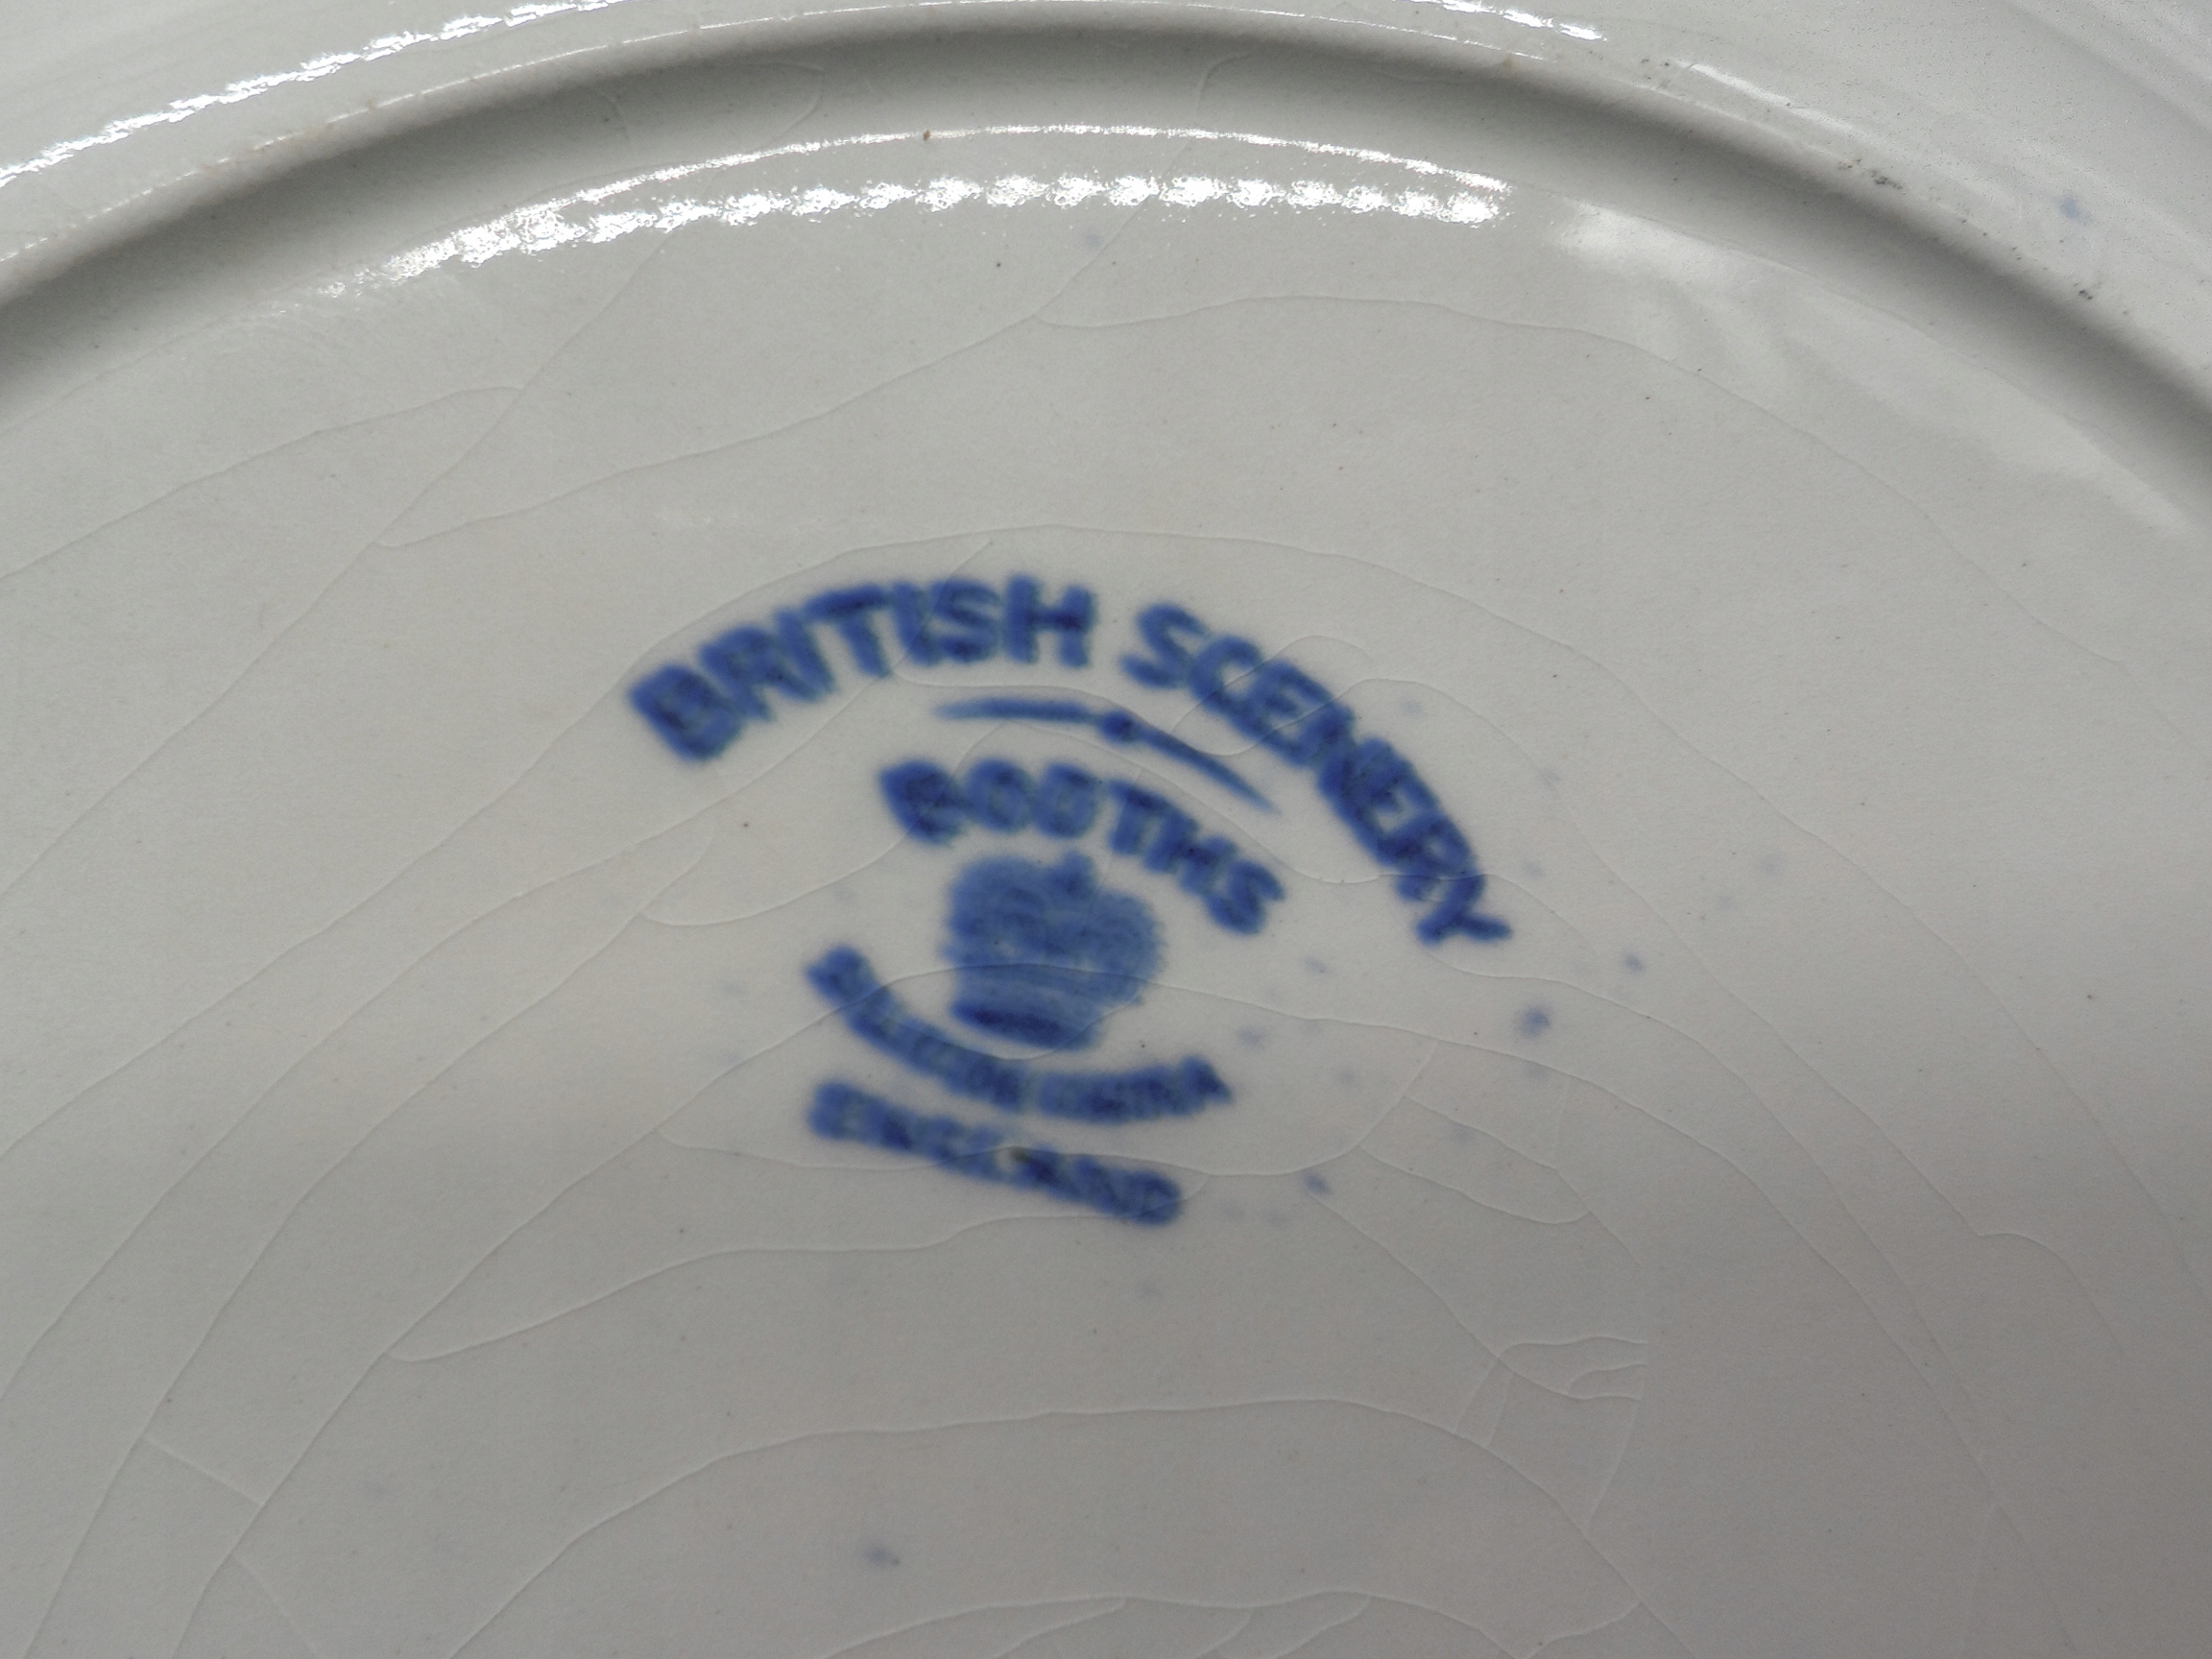 BRITISH SCENERY
BOOTHS
SILICON CHINA
ENGLAND